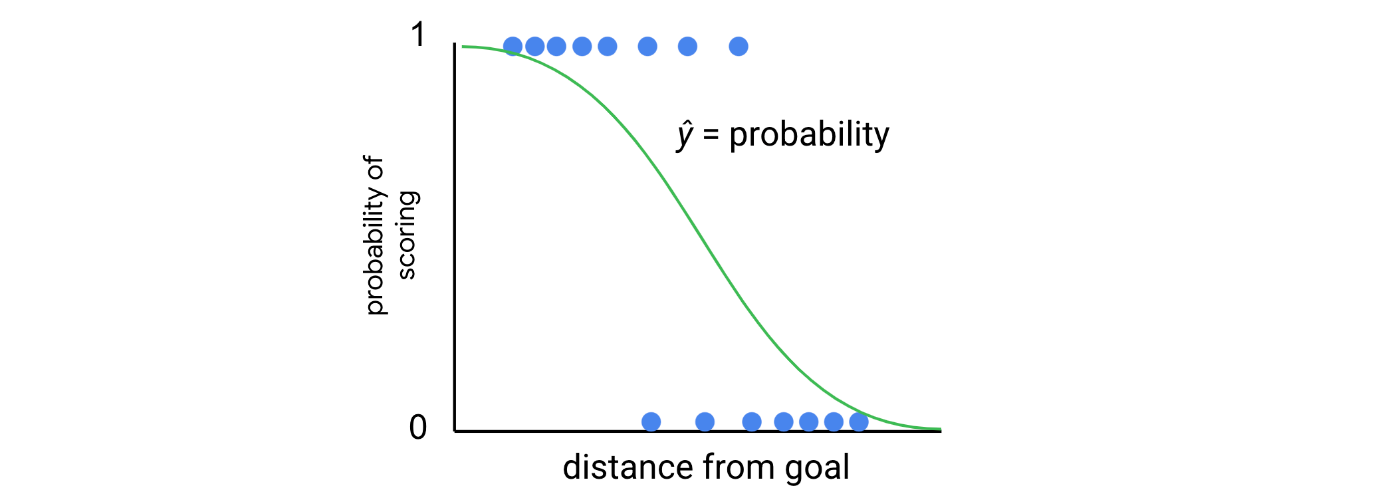 1
ŷ = probability
probability of
scoring
0
distance from goal